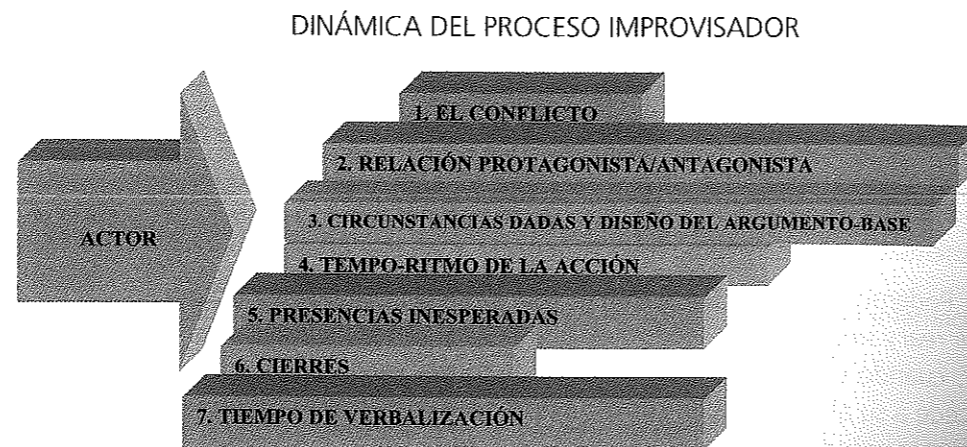 DINÁMICA DEL PROCESO IMPROVISADOR
ACTOR
1. EL CONFLICTO
2. RELACIÓN PROTAGONISTA/ANTAGONISTA
3. CIRCUNSTANCIAS DADAS Y DISEÑO DEL ARGUMENTO-BASE
4. TEMPO-RITMO DE LA ACCIÓN
5. PRESENCIAS INESPERADAS
6. CIERRES
7. TIEMPO DE VERBALIZACIÓN